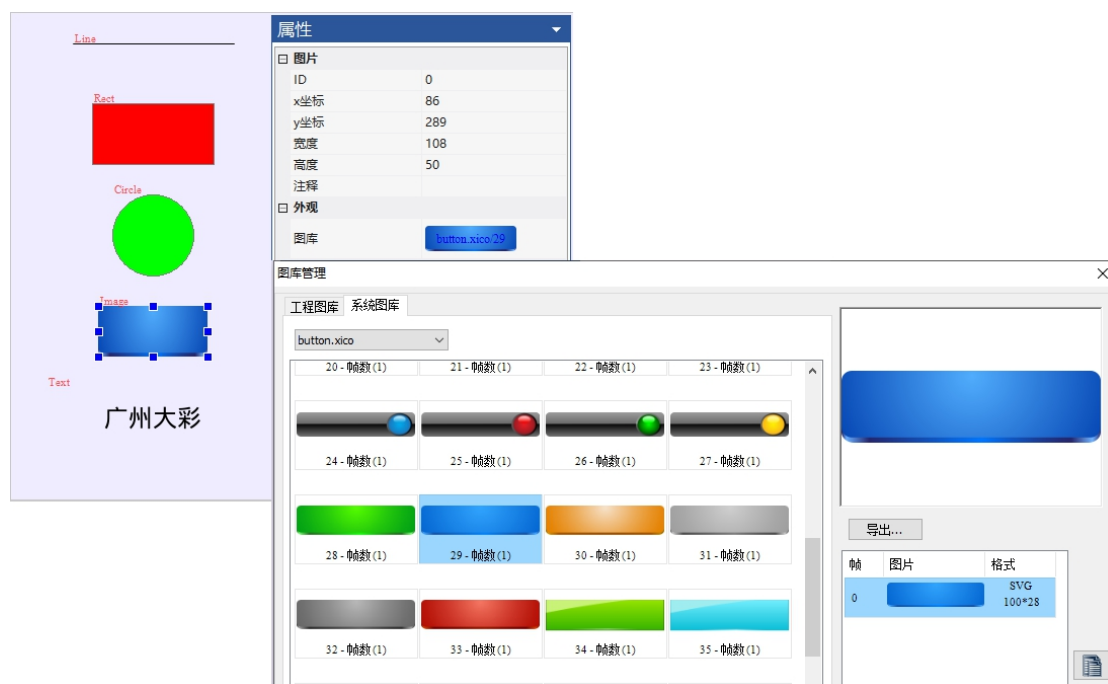 Line
Rect
Circle
Image
Text
广州大彩
属性
图片
ID 0
x坐标 86
y坐标 289
宽度 108
高度 50
注释
外观
图库 button.xico/29
图库管理
工程图库 系统图库
button.xico
20 - 帧数(1) 21 - 帧数(1) 22 - 帧数(1) 23 - 帧数(1)
24 - 帧数(1) 25 - 帧数(1) 26 - 帧数(1) 27 - 帧数(1)
28 - 帧数(1) 29 - 帧数(1) 30 - 帧数(1) 31 - 帧数(1)
32 - 帧数(1) 33 - 帧数(1) 34 - 帧数(1) 35 - 帧数(1)
导出...
帧 图片 格式
0 SVG
100*28